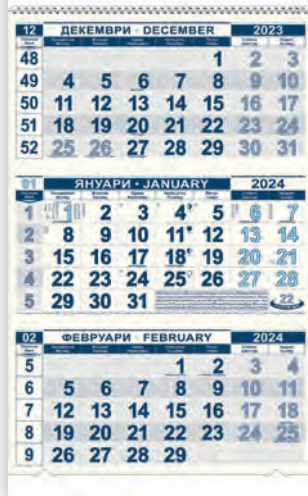 12 ДЕКЕМВРИ · DECEMBER 2023
48 1 2 3
49 4 5 6 7 8 9 10
50 11 12 13 14 15 16 17
51 18 19 20 21 22 23 24
52 25 26 27 28 29 30 31
01 ЯНУАРИ · JANUARY 2024
1 1 2 3 4 5 6 7
2 8 9 10 11 12 13 14
3 15 16 17 18 19 20 21
4 22 23 24 25 26 27 28
5 29 30 31 22
02 ФЕВРУАРИ · FEBRUARY 2024
5 1 2 3 4
6 5 6 7 8 9 10 11
7 12 13 14 15 16 17 18
8 19 20 21 22 23 24 25
9 26 27 28 29